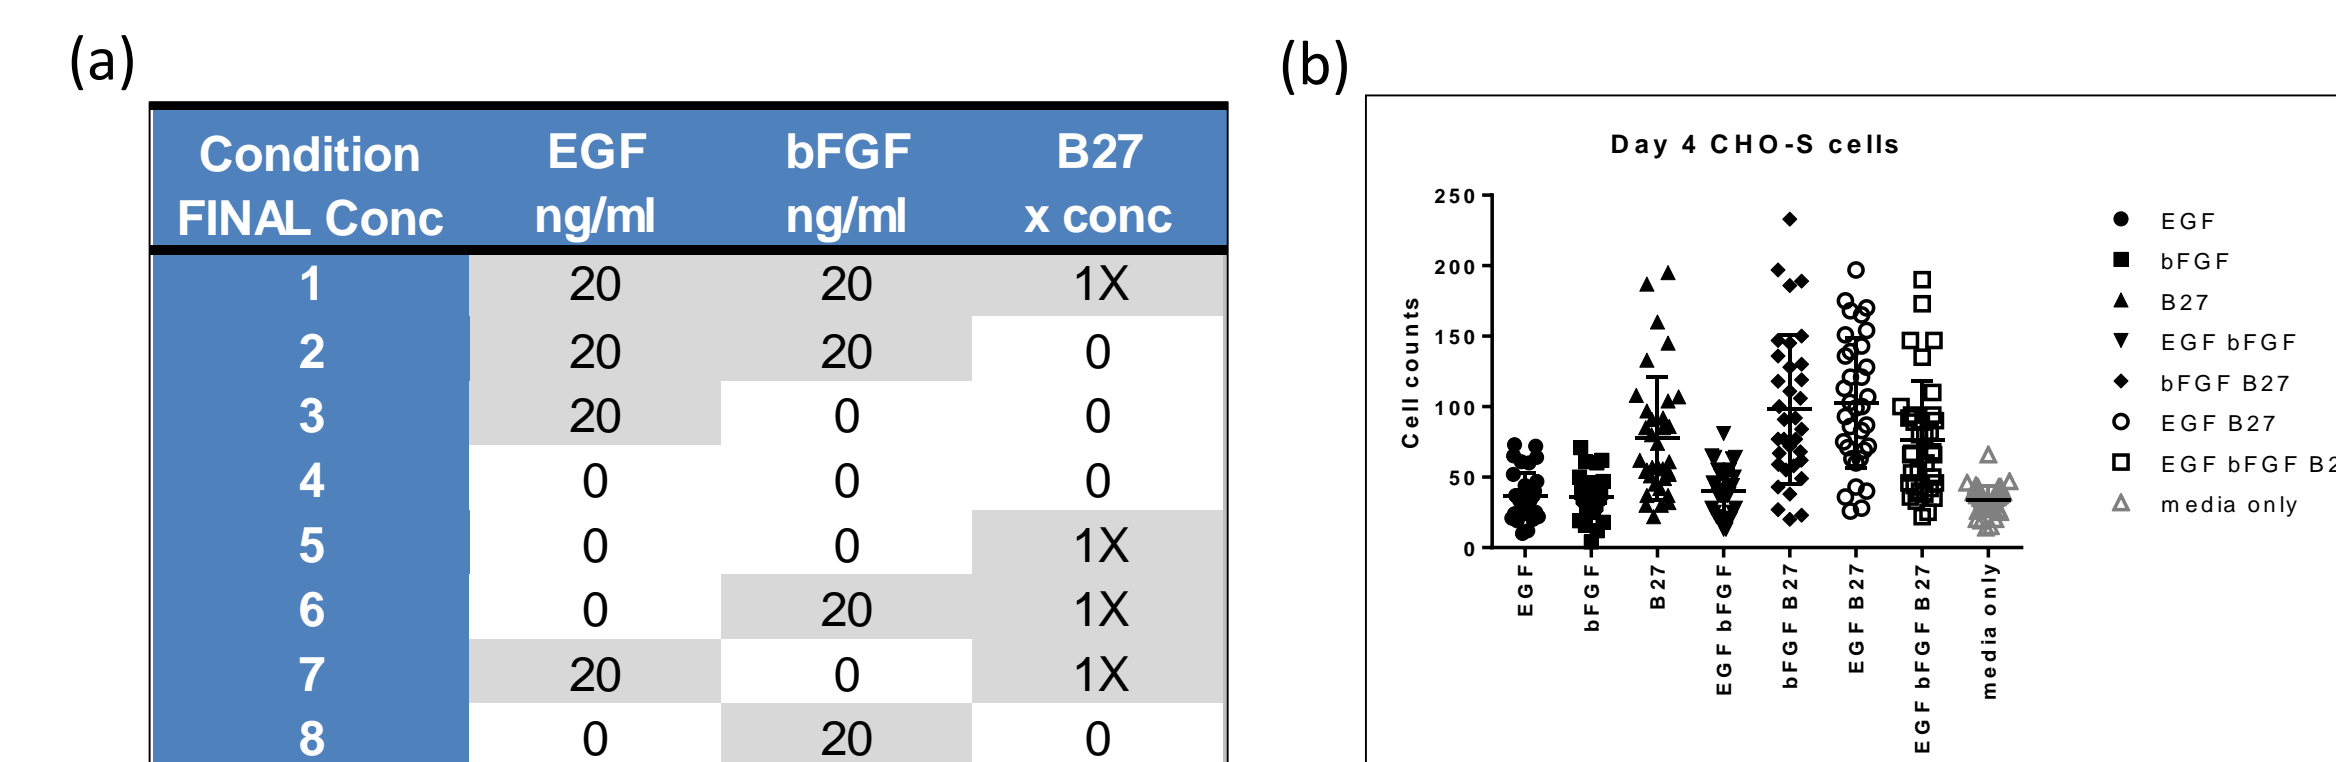 (a)
Condition EGF bFGF B27
FINAL Conc ng/ml ng/ml x conc
1 20 20 1X
2 20 20 0
3 20 0 0
4 0 0 0
5 0 0 1X
6 0 20 1X
7 20 0 1X
8 0 20 0
(b)
Day 4 CHO-S cells
Cell counts
250
200
150
100
50
0
EGF
bFGF
B27
EGF bFGF
bFGF B27
EGF B27
EGF bFGF B27
media only
EGF
bFGF
B27
EGF bFGF
bFGF B27
EGF B27
EGF bFGF B2
media only